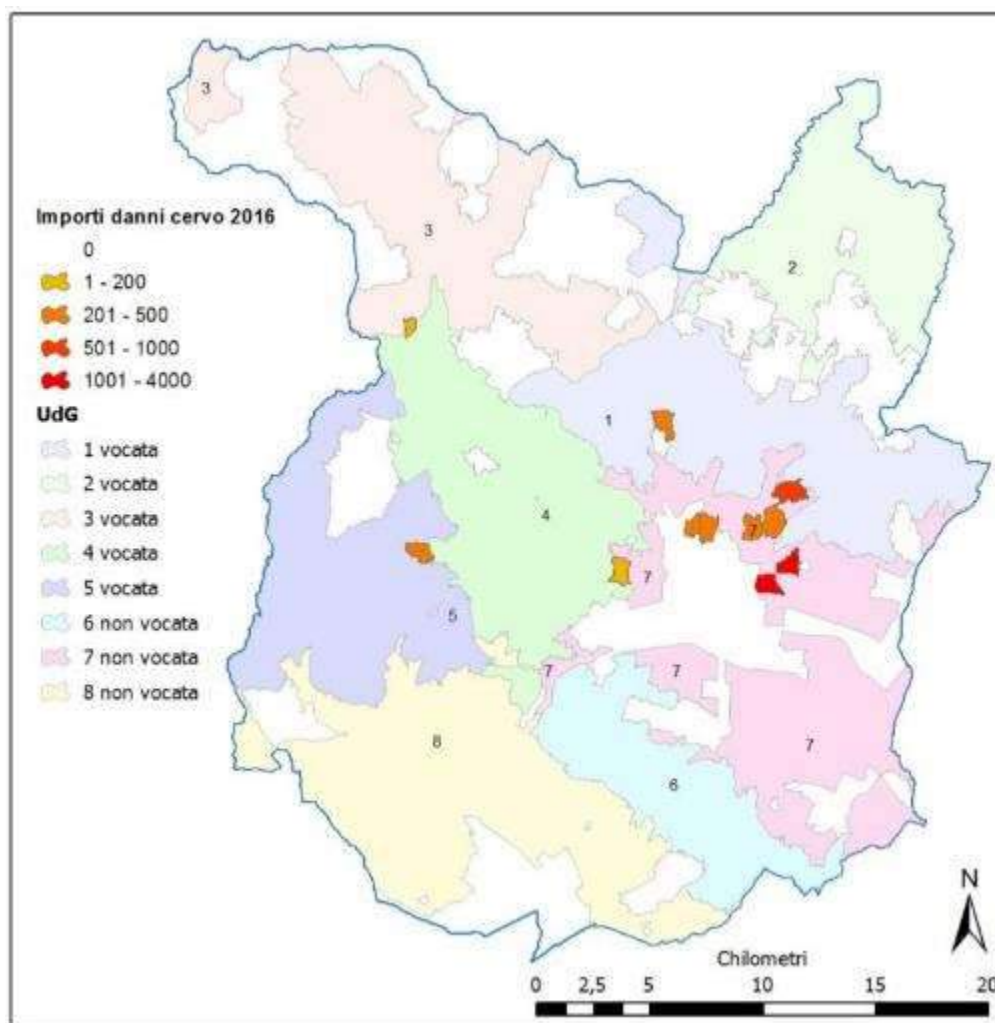 3
3
2
Importi danni cervo 2016
0
1 - 200
201 - 500
501 - 1000
1001 - 4000
UdG
1 vocata
2 vocata
3 vocata
4 vocata
5 vocata
6 non vocata
7 non vocata
8 non vocata
1
4
7
7
5
7
7
8
7
6
N
Chilometri
0 2,5 5 10 15 20